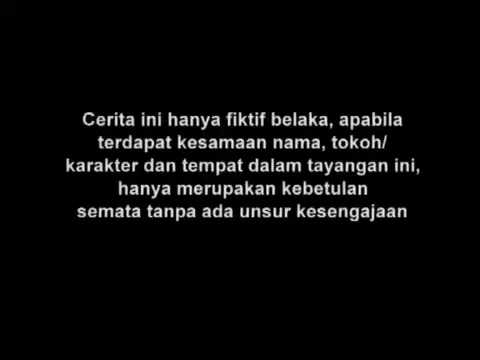 Cerita ini hanya fiktif belaka, apabila
terdapat kesamaan nama, tokoh/
karakter dan tempat dalam tayangan ini,
hanya merupakan kebetulan
semata tanpa ada unsur kesengajaan